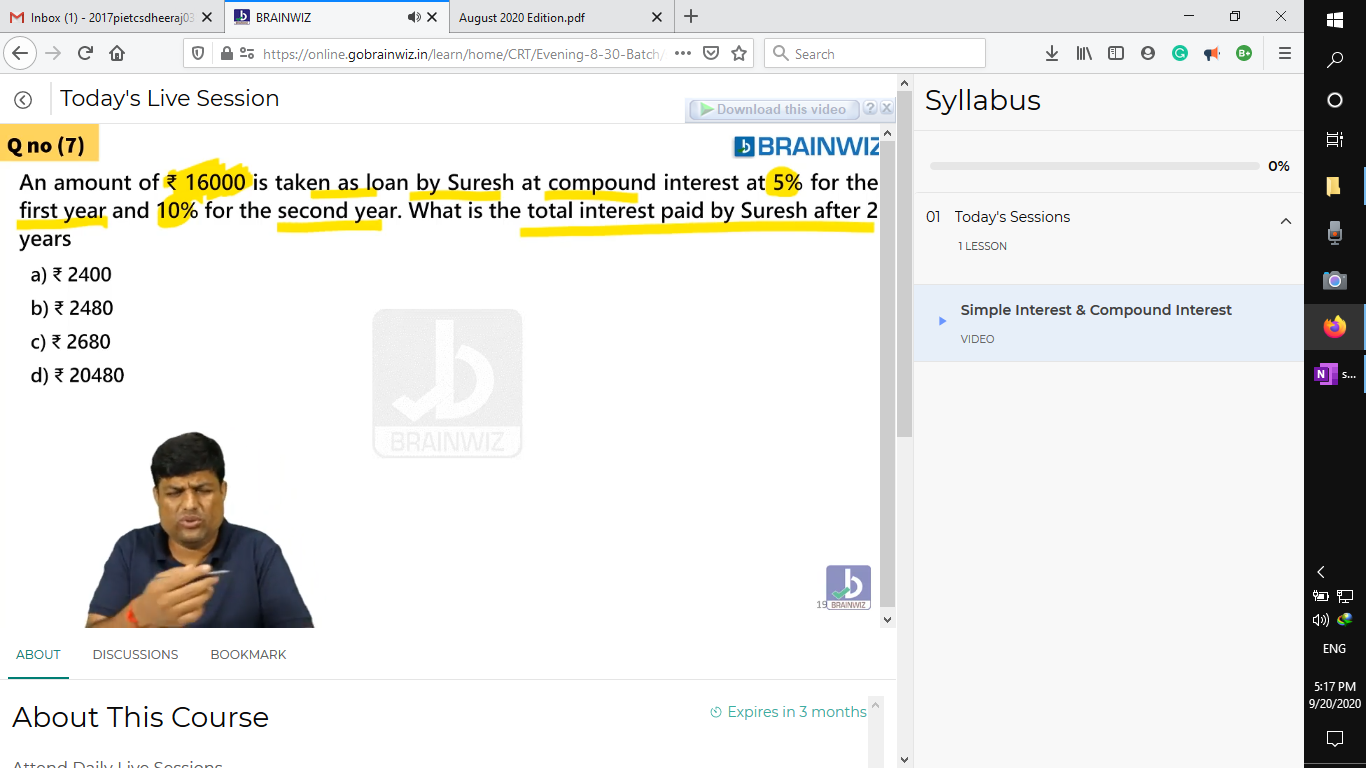 Inbox (1) - 2017pietcsdheeraj03
BRAINWIZ
August 2020 Edition.pdf
https://online.gobrainwiz.in/learn/home/CRT/Evening-8-30-Batch/
Search
Today's Live Session
Download this video
Syllabus
Q no (7)
BRAINWIZ
0%
An amount of ₹ 16000 is taken as loan by Suresh at compound interest at 5% for the
first year and 10% for the second year. What is the total interest paid by Suresh after 2
years
01 Today's Sessions
1 LESSON
a) ₹ 2400
b) ₹ 2480
c) ₹ 2680
d) ₹ 20480
Simple Interest & Compound Interest
VIDEO
BRAINWIZ
19
BRAINWIZ
ABOUT DISCUSSIONS BOOKMARK
About This Course
Expires in 3 months
Attend Daily Live Sessions
N s...
ENG
5:17 PM
9/20/2020